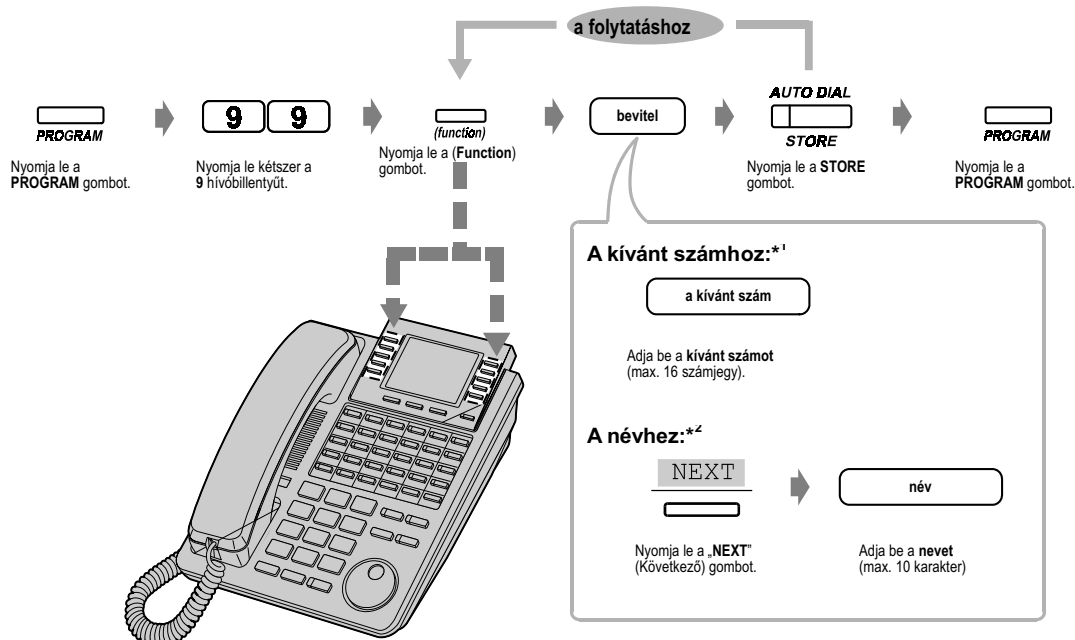 a folytatáshoz
PROGRAM
Nyomja le a
PROGRAM gombot.
9 9
Nyomja le kétszer a
9 hívóbillentyűt.
(function)
Nyomja le a (Function)
gombot.
bevitel
AUTO DIAL
STORE
Nyomja le a STORE
gombot.
PROGRAM
Nyomja le a
PROGRAM gombot.
A kívánt számhoz:*1
a kívánt szám
Adja be a kívánt számot
(max. 16 számjegy).
A névhez:*2
NEXT
Nyomja le a „NEXT"
(Következő) gombot.
név
Adja be a nevet
(max. 10 karakter)